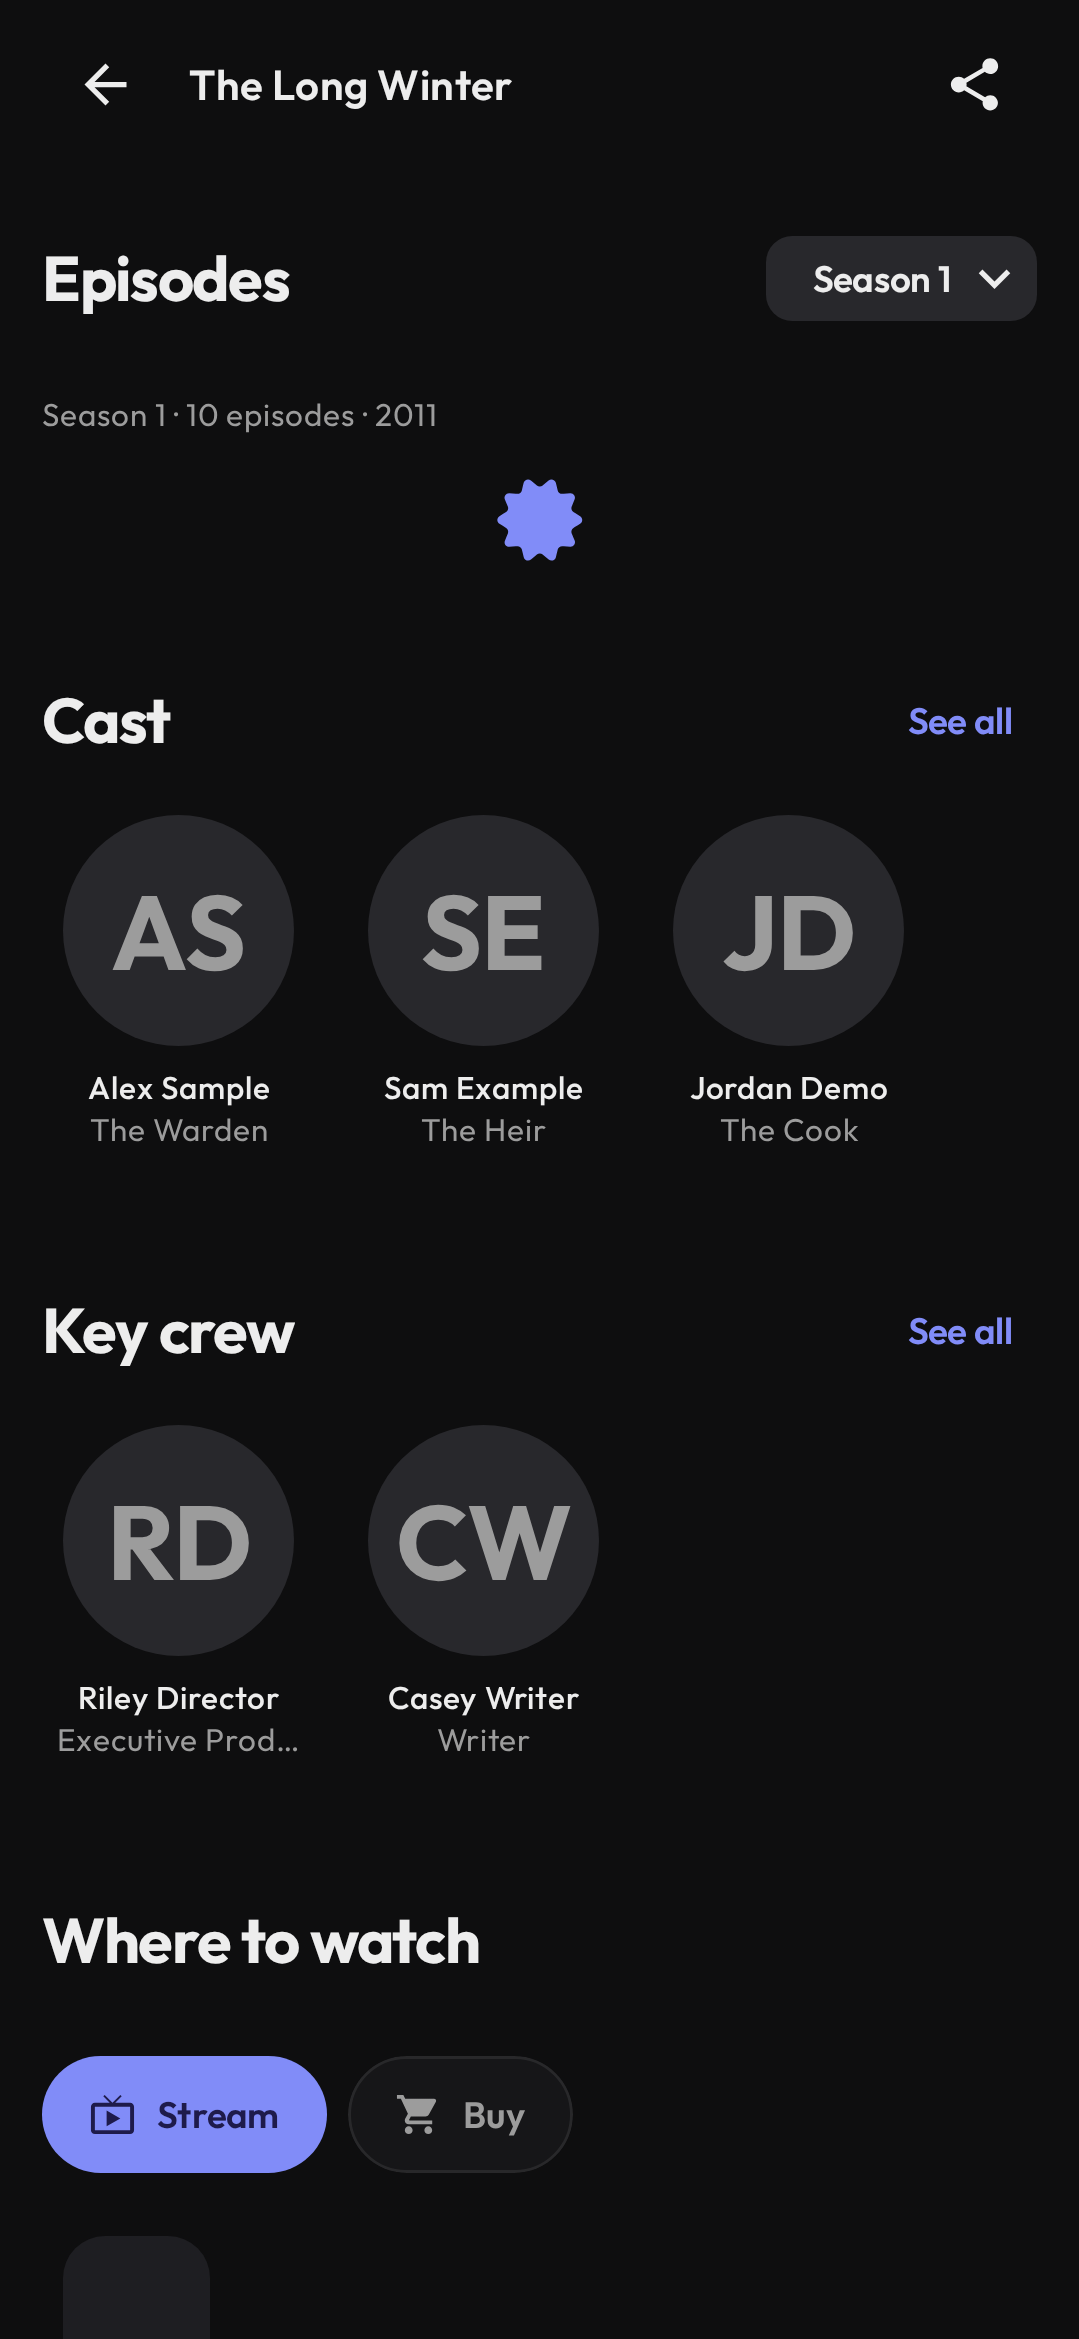 The Long Winter
Episodes
Season 1
Season 1 · 10 episodes · 2011
Cast
See all
AS
SE
JD
Alex Sample
The Warden
Sam Example
The Heir
Jordan Demo
The Cook
Key crew
See all
RD
CW
Riley Director
Executive Prod...
Casey Writer
Writer
Where to watch
Stream
Buy